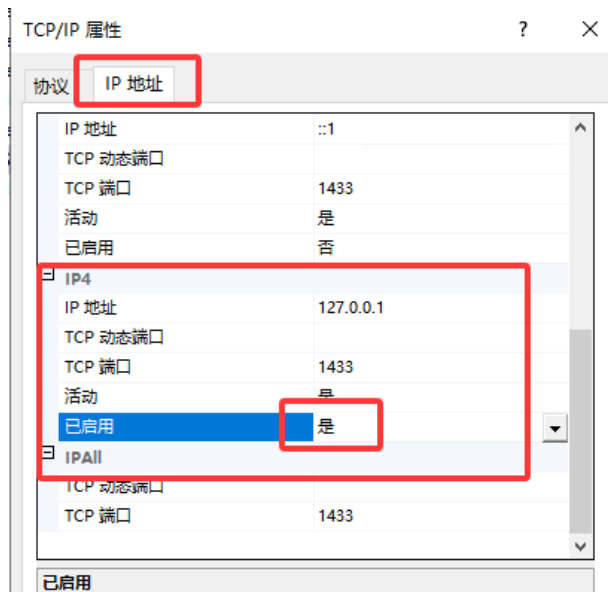 TCP/IP 属性 ? ×
协议 IP 地址
IP 地址 ::1
TCP 动态端口
TCP 端口 1433
活动 是
已启用 否
IP4
IP 地址 127.0.0.1
TCP 动态端口
TCP 端口 1433
活动 是
已启用 是
IPAll
TCP 动态端口
TCP 端口 1433
已启用